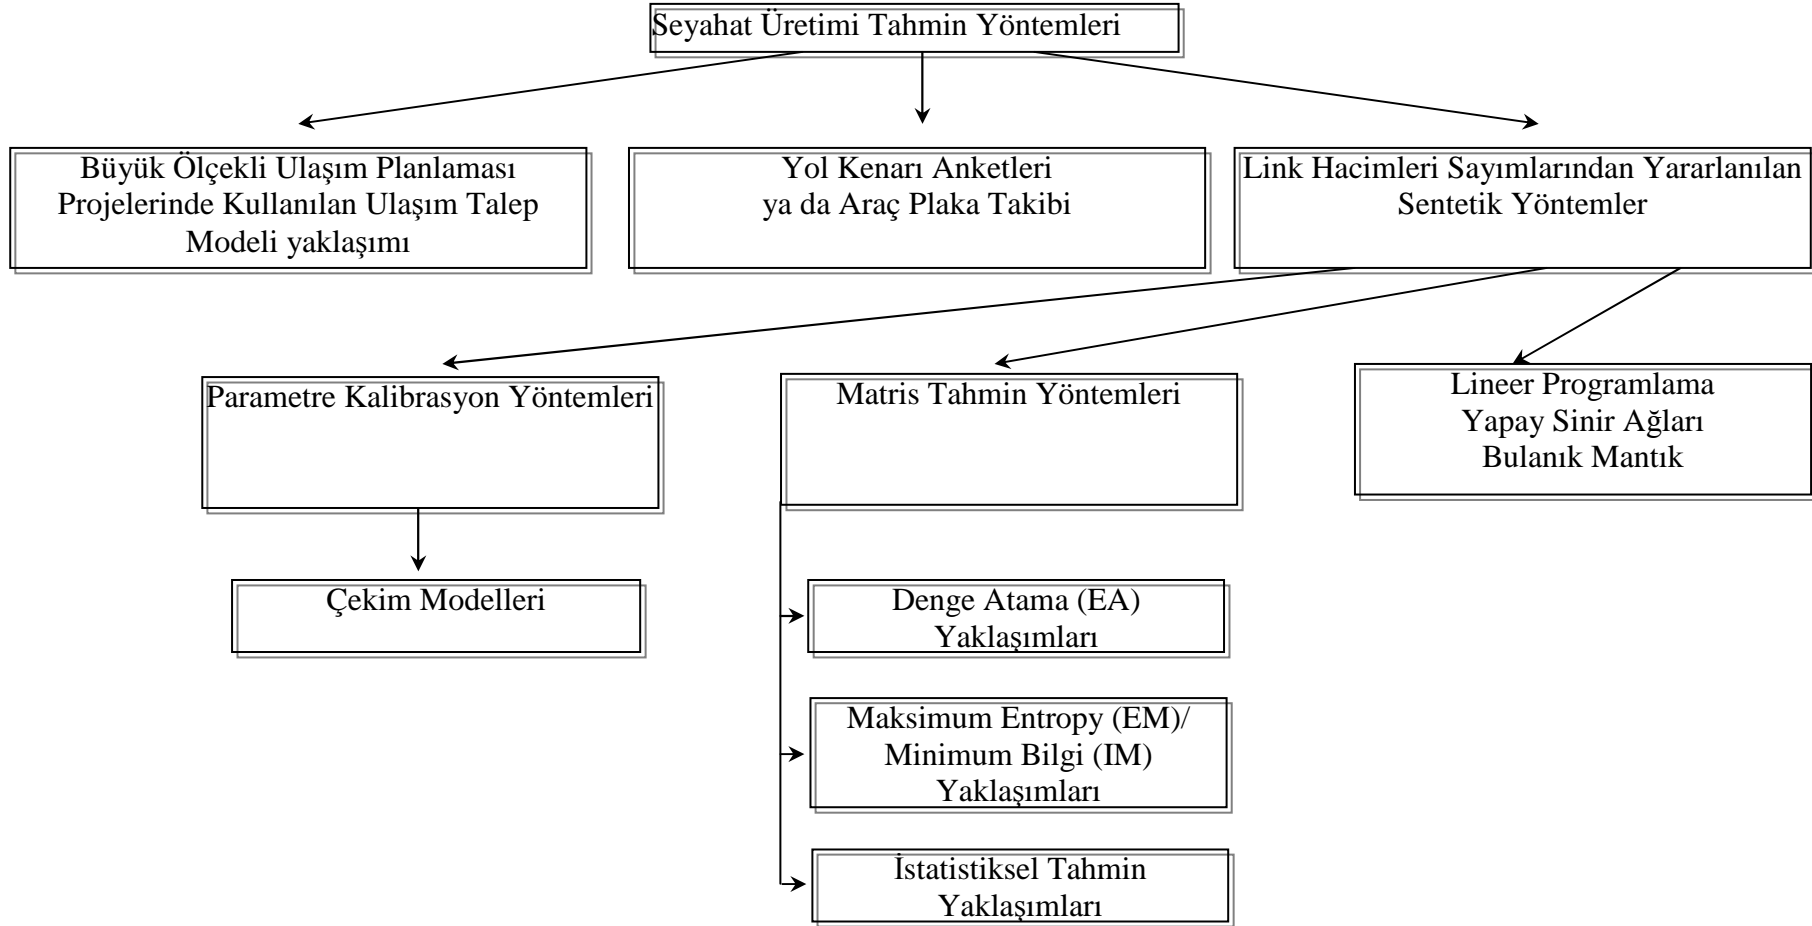 Seyahat Üretimi Tahmin Yöntemleri
Büyük Ölçekli Ulaşım Planlaması
Projelerinde Kullanılan Ulaşım Talep
Modeli yaklaşımı
Yol Kenarı Anketleri
ya da Araç Plaka Takibi
Link Hacimleri Sayımlarından Yararlanılan
Sentetik Yöntemler
Parametre Kalibrasyon Yöntemleri
Matris Tahmin Yöntemleri
Lineer Programlama
Yapay Sinir Ağları
Bulanık Mantık
Çekim Modelleri
Denge Atama (EA)
Yaklaşımları
Maksimum Entropy (EM)/
Minimum Bilgi (IM)
Yaklaşımları
İstatistiksel Tahmin
Yaklaşımları